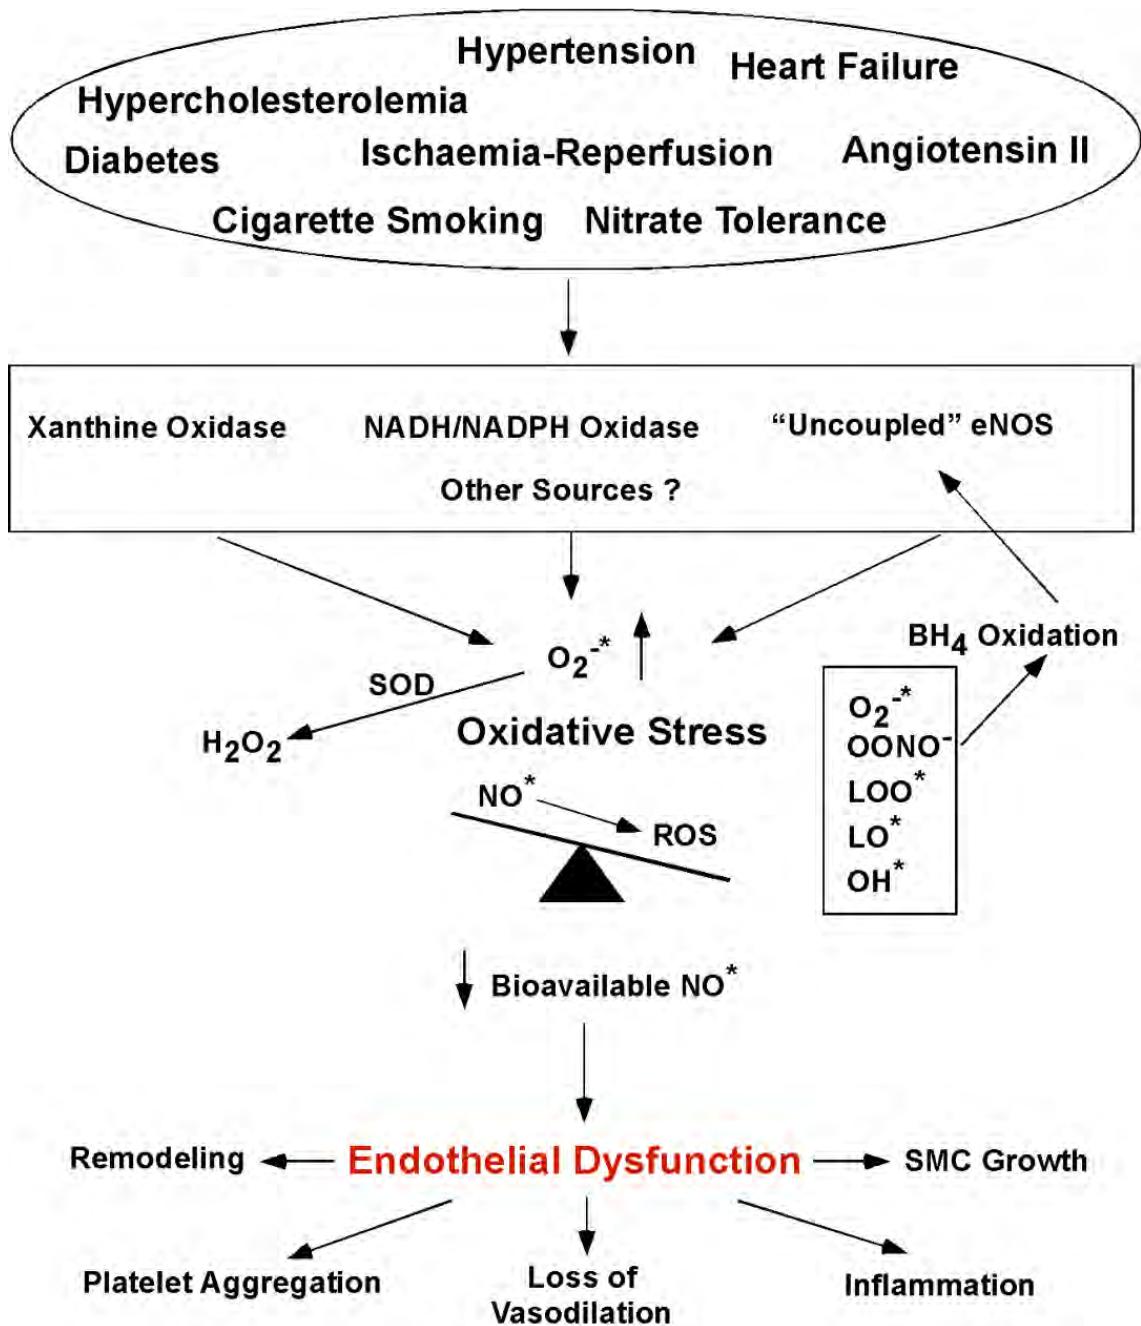 Hypertension
Heart Failure
Hypercholesterolemia
Diabetes
Ischaemia-Reperfusion
Angiotensin II
Cigarette Smoking
Nitrate Tolerance
Xanthine Oxidase
NADH/NADPH Oxidase
“Uncoupled” eNOS
Other Sources ?
O₂⁻*
BH₄ Oxidation
SOD
H₂O₂
Oxidative Stress
O₂⁻*
OONO⁻
LOO*
LO*
OH*
NO*
ROS
Bioavailable NO*
Remodeling
Endothelial Dysfunction
SMC Growth
Platelet Aggregation
Loss of
Vasodilation
Inflammation